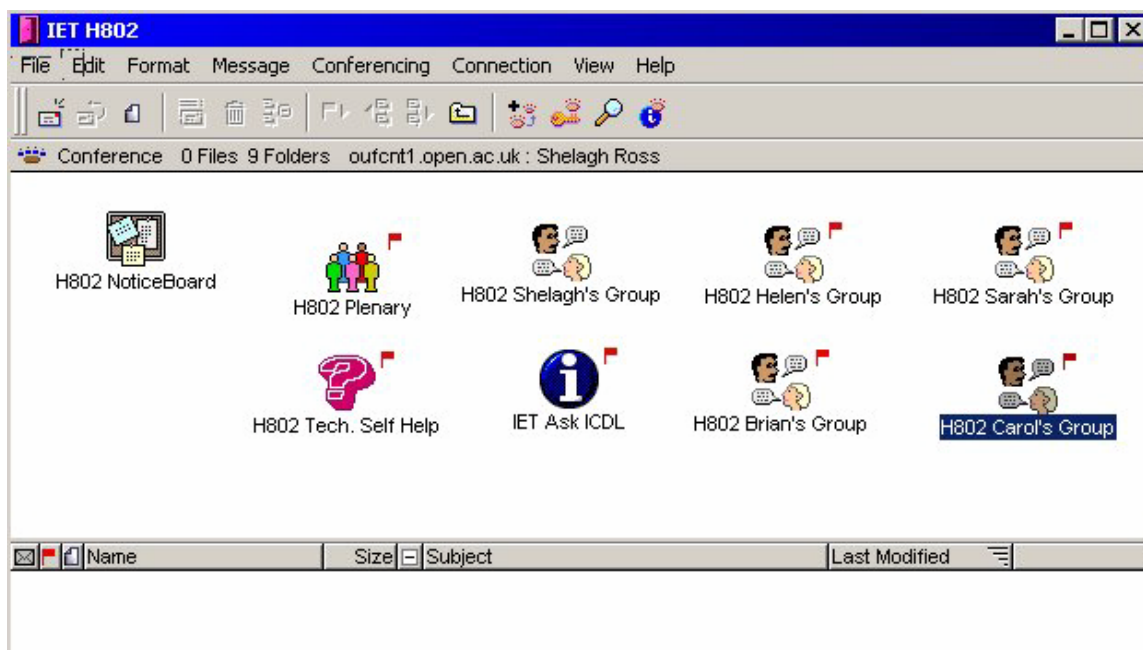 IET H802
File Edit Format Message Conferencing Connection View Help
Conference 0 Files 9 Folders oufcnt1.open.ac.uk : Shelagh Ross
H802 NoticeBoard
H802 Plenary
H802 Shelagh's Group
H802 Helen's Group
H802 Sarah's Group
H802 Tech. Self Help
IET Ask ICDL
H802 Brian's Group
H802 Carol's Group
Name Size Subject Last Modified